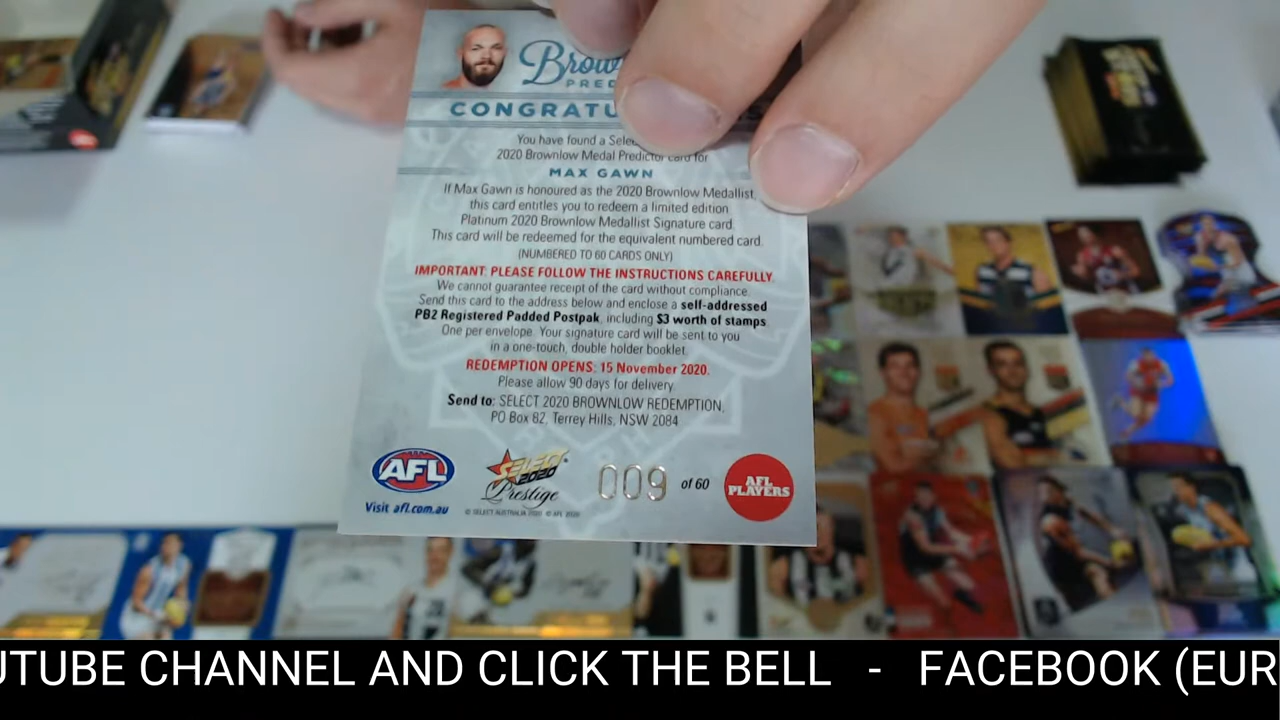 Brow
PRED
CONGRATU
You have found a Selec
2020 Brownlow Medal Predictor card for
MAX GAWN
If Max Gawn is honoured as the 2020 Brownlow Medallist,
this card entitles you to redeem a limited edition
Platinum 2020 Brownlow Medallist Signature card.
This card will be redeemed for the equivalent numbered card.
(NUMBERED TO 60 CARDS ONLY)
IMPORTANT: PLEASE FOLLOW THE INSTRUCTIONS CAREFULLY.
We cannot guarantee receipt of the card without compliance.
Send this card to the address below and enclose a self-addressed
PB2 Registered Padded Postpak, including $3 worth of stamps
One per envelope. Your signature card will be sent to you
in a one-touch, double holder booklet.
REDEMPTION OPENS: 15 November 2020.
Please allow 90 days for delivery
Send to: SELECT 2020 BROWNLOW REDEMPTION,
PO Box 82, Terrey Hills, NSW 2084
AFL
Visit afl.com.au
SELECT
2020
Prestige
© SELECT AUSTRALIA 2020 © AFL 2020
009 of 60
AFL
PLAYERS
UTUBE CHANNEL AND CLICK THE BELL - FACEBOOK (EUR